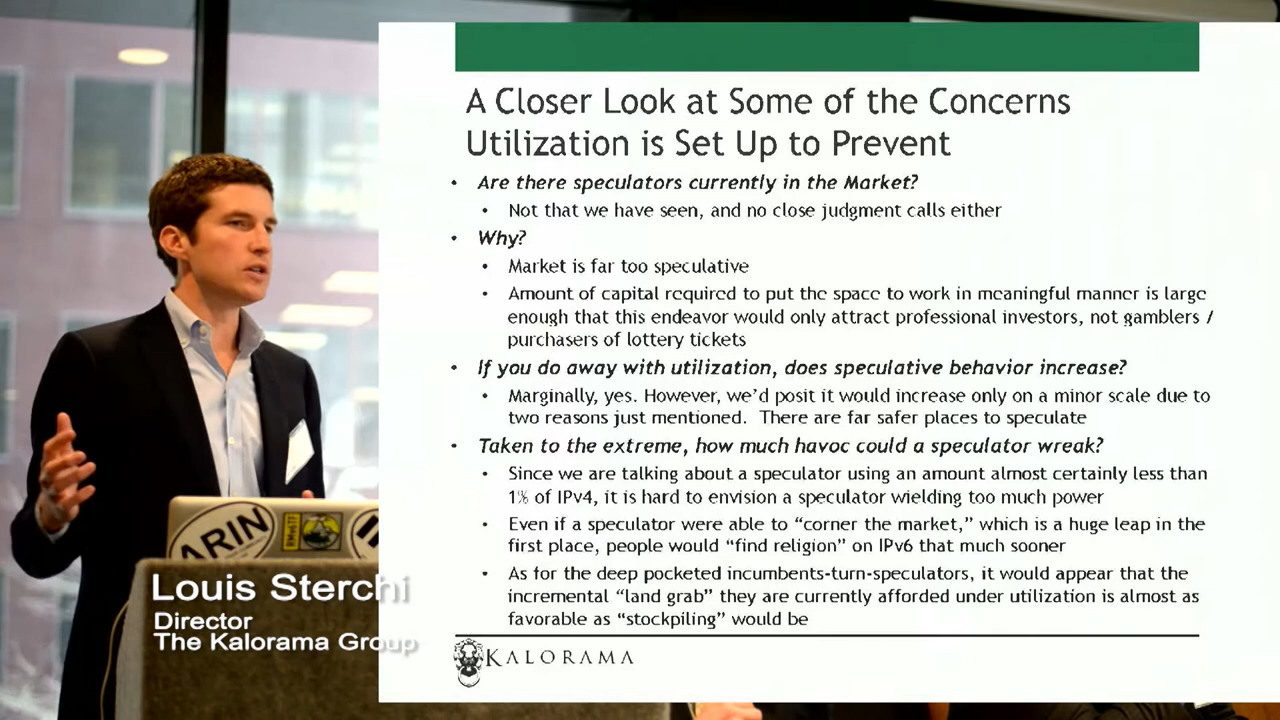 A Closer Look at Some of the Concerns
Utilization is Set Up to Prevent
• Are there speculators currently in the Market?
• Not that we have seen, and no close judgment calls either
• Why?
• Market is far too speculative
• Amount of capital required to put the space to work in meaningful manner is large
enough that this endeavor would only attract professional investors, not gamblers /
purchasers of lottery tickets
• If you do away with utilization, does speculative behavior increase?
• Marginally, yes. However, we'd posit it would increase only on a minor scale due to
two reasons just mentioned. There are far safer places to speculate
• Taken to the extreme, how much havoc could a speculator wreak?
• Since we are talking about a speculator using an amount almost certainly less than
1% of IPv4, it is hard to envision a speculator wielding too much power
• Even if a speculator were able to “corner the market,” which is a huge leap in the
first place, people would “find religion” on IPv6 that much sooner
• As for the deep pocketed incumbents-turn-speculators, it would appear that the
incremental “land grab” they are currently afforded under utilization is almost as
favorable as “stockpiling” would be
KALORAMA
ARIN
Louis Sterchi
Director
The Kalorama Group